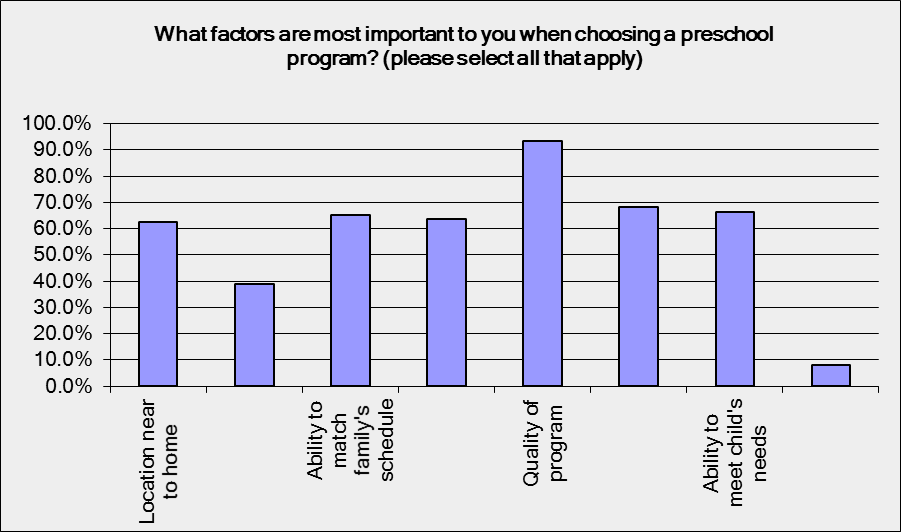 What factors are most important to you when choosing a preschool
program? (please select all that apply)
100.0%
90.0%
80.0%
70.0%
60.0%
50.0%
40.0%
30.0%
20.0%
10.0%
0.0%
Location near
to home
Ability to
match
family's
schedule
Quality of
program
Ability to
meet child's
needs